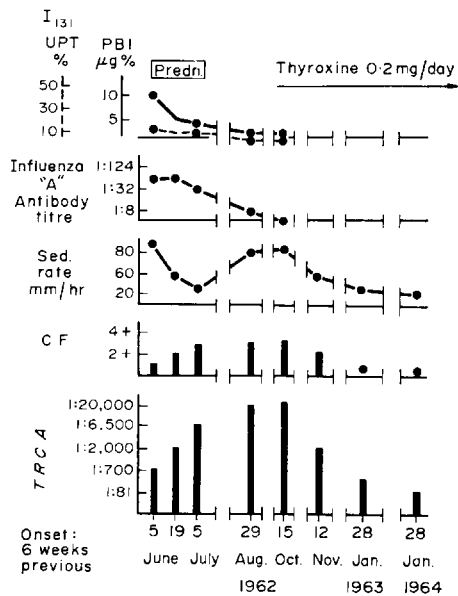 I131
UPT PBI
% µg %
Predn.
Thyroxine 0·2 mg/day
50
30
10
10
5
Influenza
"A"
Antibody
titre
1:124
1:32
1:8
Sed.
rate
mm/hr
80
60
20
CF
4+
2+
TRCA
1:20,000
1:6,500
1:2,000
1:700
1:81
Onset:
6 weeks
previous
5 19 5 29 15 12 28 28
June July Aug. Oct. Nov. Jan. Jan.
1962 1963 1964